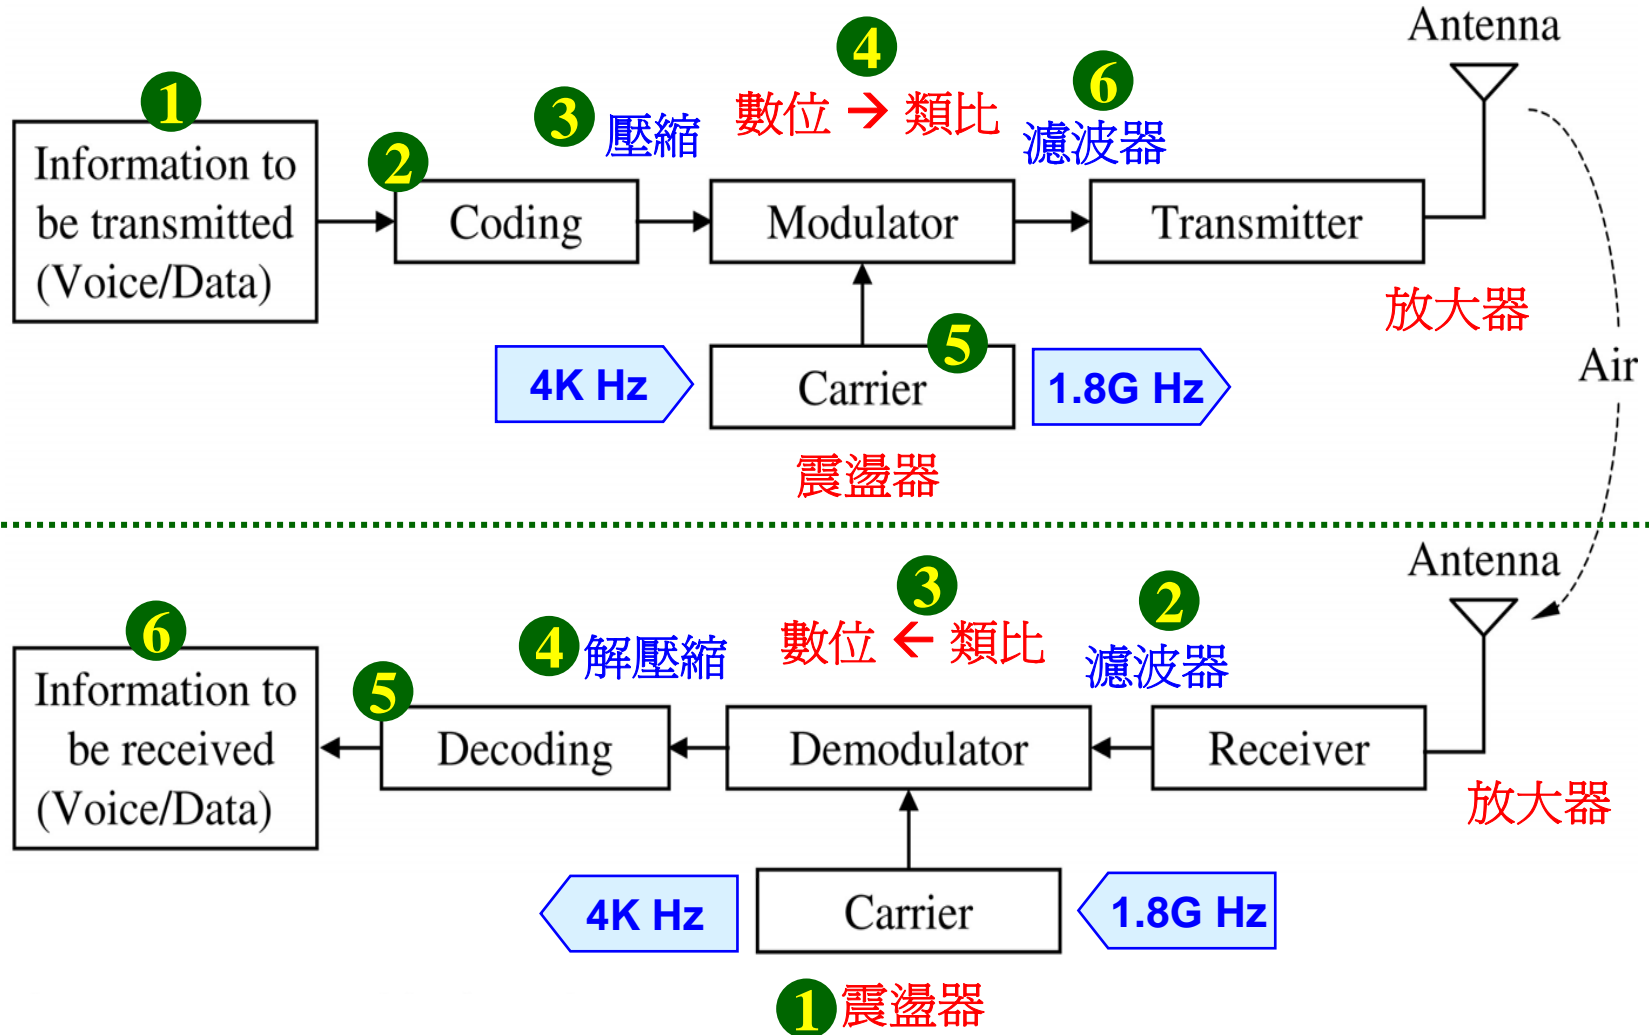 Antenna
4
6
1
數位 → 類比
3 壓縮
濾波器
2
Information to
be transmitted
(Voice/Data)
Coding
Modulator
Transmitter
放大器
5
Air
4K Hz
Carrier
1.8G Hz
震盪器
Antenna
3
2
6
4 解壓縮
數位 ← 類比
濾波器
5
Information to
be received
(Voice/Data)
Decoding
Demodulator
Receiver
放大器
4K Hz
Carrier
1.8G Hz
1 震盪器